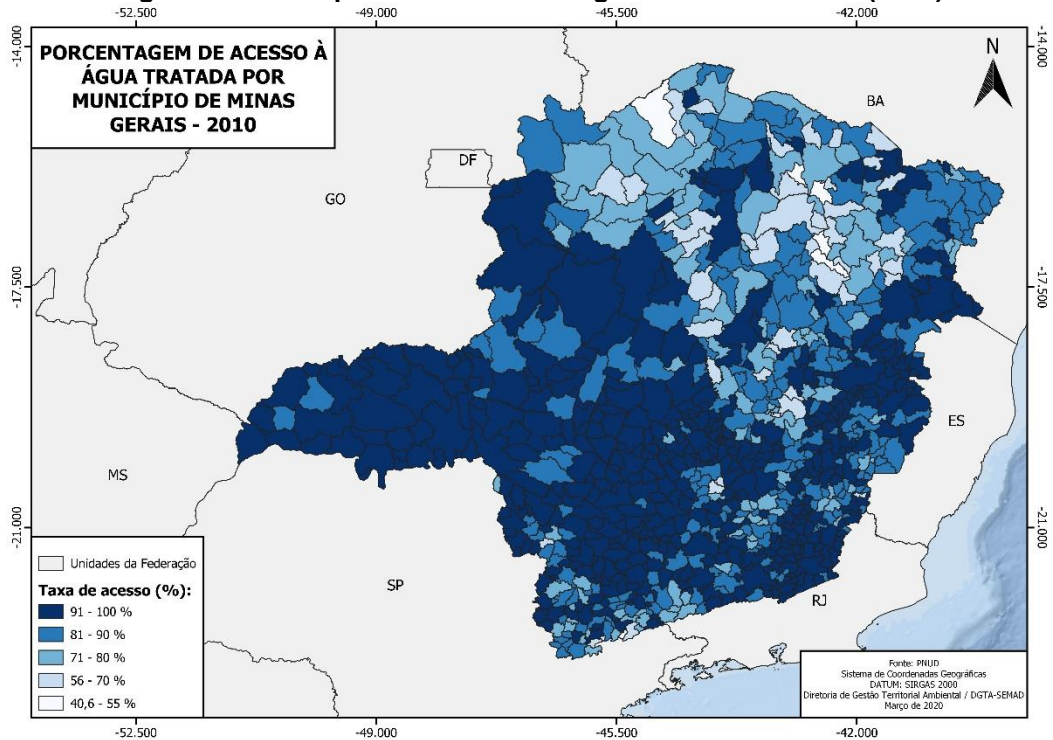 -52.500 -49.000 -45.500 -42.000
-14.000 -14.000
PORCENTAGEM DE ACESSO À
ÁGUA TRATADA POR
MUNICÍPIO DE MINAS
GERAIS - 2010
N
BA
DF
GO
-17.500 -17.500
ES
MS
-21.000 -21.000
SP
RJ
Unidades da Federação
Taxa de acesso (%):
91 - 100 %
81 - 90 %
71 - 80 %
56 - 70 %
40,6 - 55 %
Fonte: PNUD
Sistema de Coordenadas Geográficas
DATUM: SIRGAS 2000
Diretoria de Gestão Territorial Ambiental / DGTA-SEMAD
Março de 2020
-52.500 -49.000 -45.500 -42.000